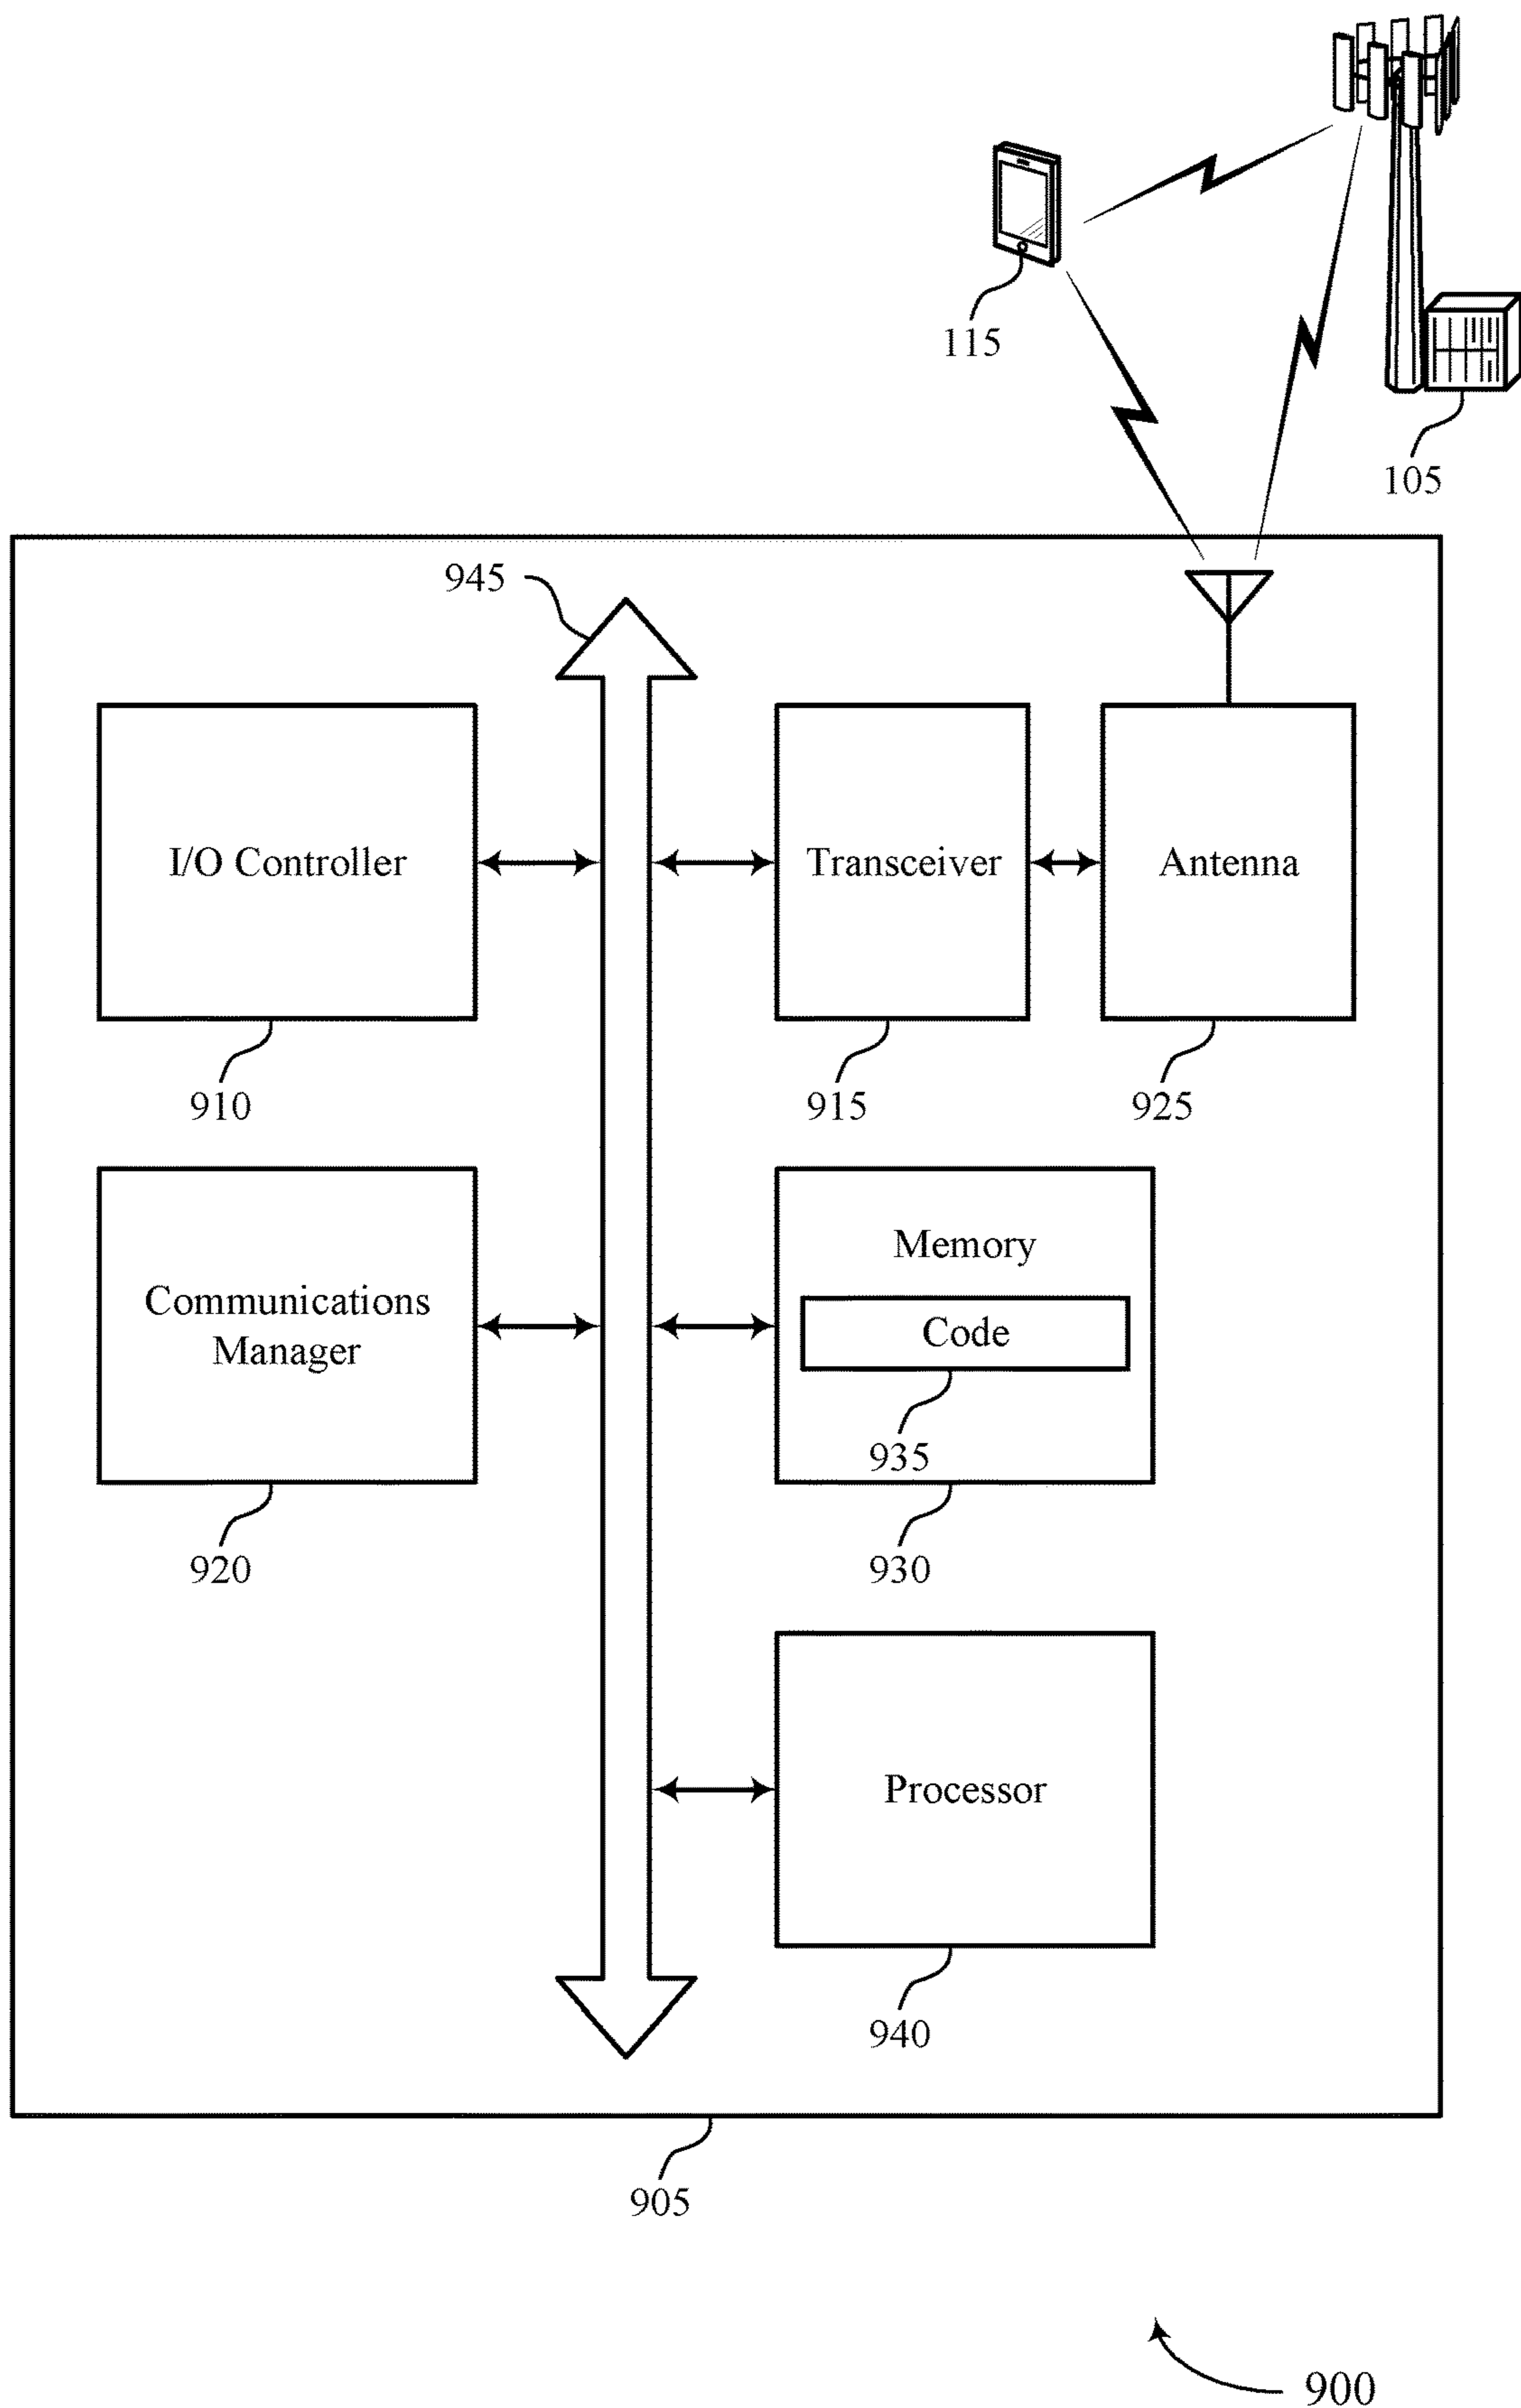 115
105
945
I/O Controller
Transceiver
Antenna
910
915
925
Communications
Manager
Memory
Code
935
920
930
Processor
940
905
900